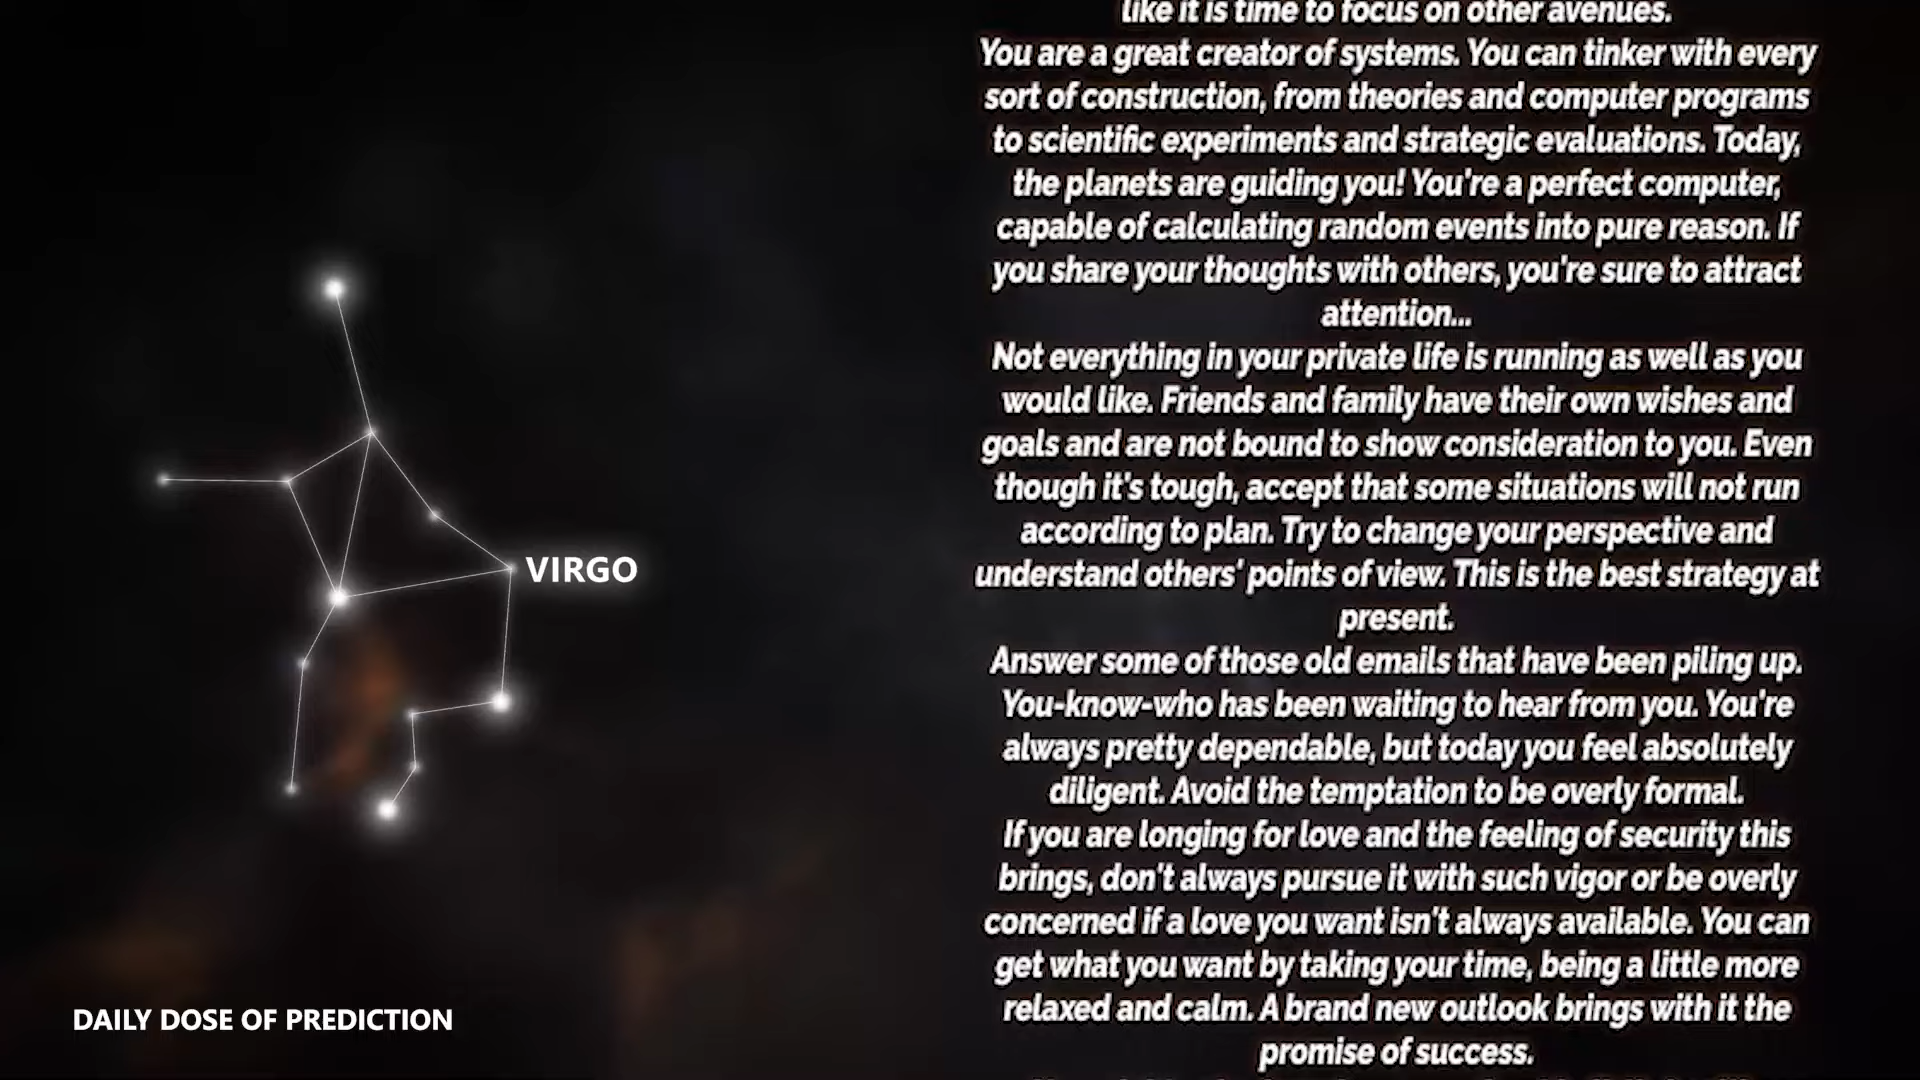 like it is time to focus on other avenues.
You are a great creator of systems. You can tinker with every
sort of construction, from theories and computer programs
to scientific experiments and strategic evaluations. Today,
the planets are guiding you! You're a perfect computer,
capable of calculating random events into pure reason. If
you share your thoughts with others, you're sure to attract
attention...
Not everything in your private life is running as well as you
would like. Friends and family have their own wishes and
goals and are not bound to show consideration to you. Even
though it's tough, accept that some situations will not run
according to plan. Try to change your perspective and
understand others' points of view. This is the best strategy at
present.
Answer some of those old emails that have been piling up.
You-know-who has been waiting to hear from you. You're
always pretty dependable, but today you feel absolutely
diligent. Avoid the temptation to be overly formal.
If you are longing for love and the feeling of security this
brings, don't always pursue it with such vigor or be overly
concerned if a love you want isn't always available. You can
get what you want by taking your time, being a little more
relaxed and calm. A brand new outlook brings with it the
promise of success.
VIRGO
DAILY DOSE OF PREDICTION